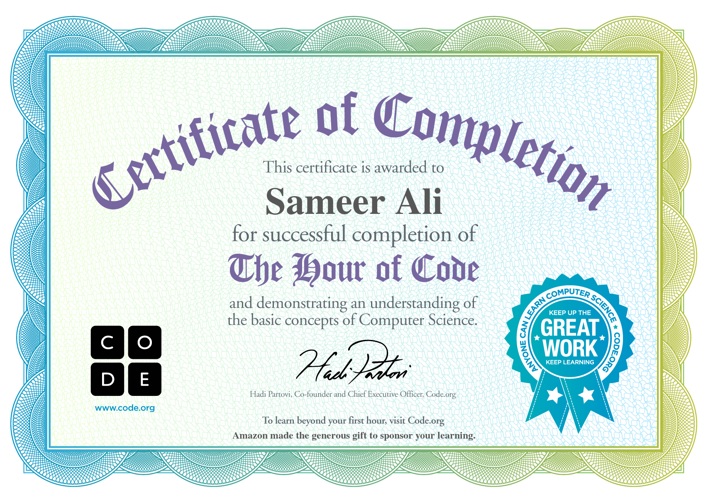 Certificate of Completion
This certificate is awarded to
Sameer Ali
for successful completion of
The Hour of Code
and demonstrating an understanding of
the basic concepts of Computer Science.
C O
D E
www.code.org
Hadi Partovi
Hadi Partovi, Co-founder and Chief Executive Officer, Code.org
To learn beyond your first hour, visit Code.org
Amazon made the generous gift to sponsor your learning.
ANYONE CAN LEARN COMPUTER SCIENCE • CODE.ORG
KEEP UP THE
GREAT
WORK
KEEP LEARNING